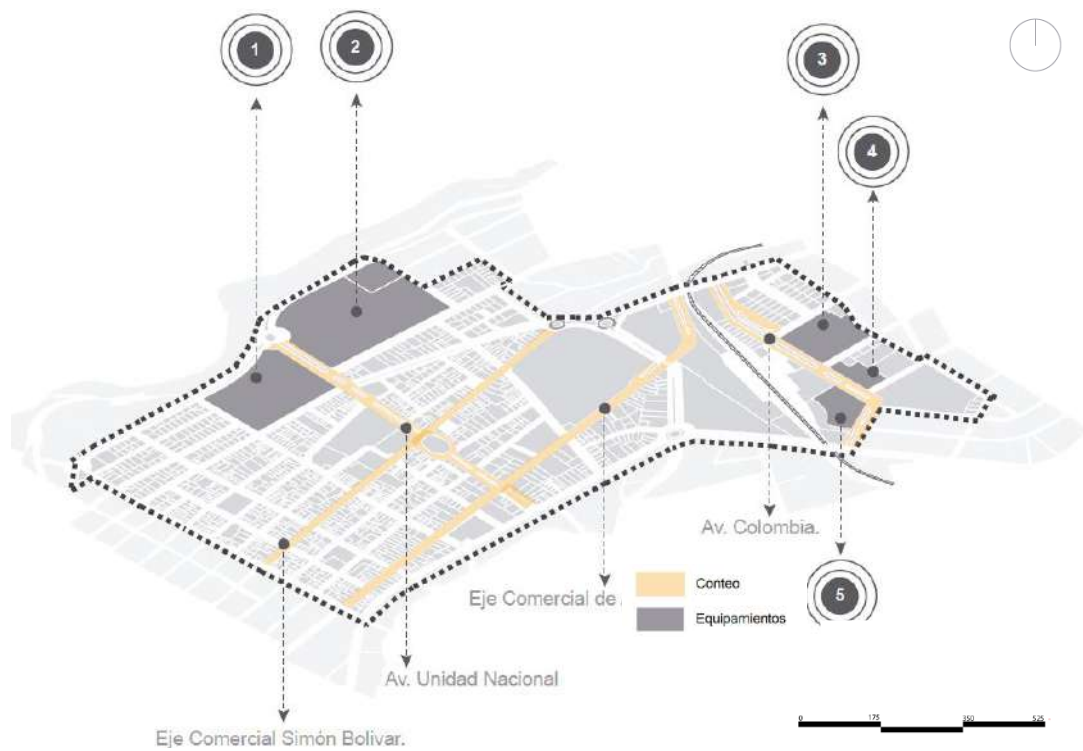 1
2
3
4
Av. Colombia.
Eje Comercial de
Conteo
5
Equipamientos
Av. Unidad Nacional
0 175 350 525
Eje Comercial Simón Bolivar.